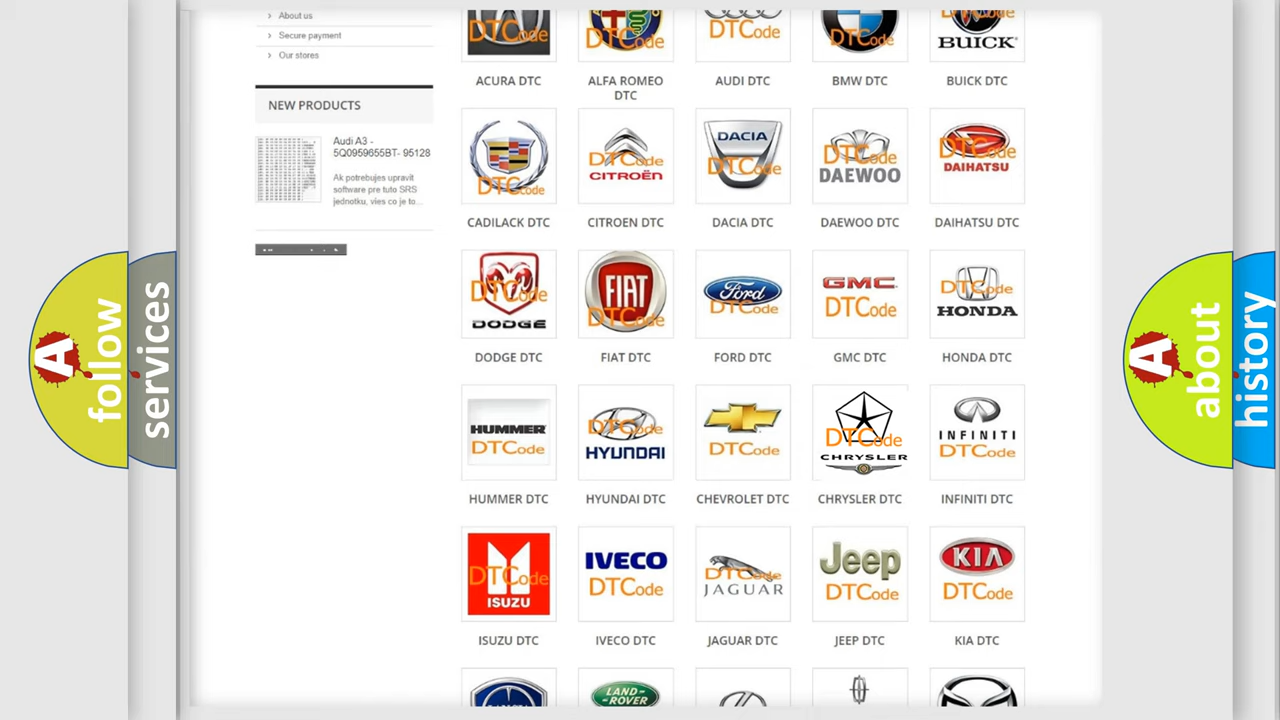 About us
Secure payment
Our stores
NEW PRODUCTS
Audi A3 -
5Q0959655BT- 95128
Ak potrebujes upravit
software pre tuto SRS
jednotku, vies co je to...
DTCode
DTCode
DTCode
DTCode
BUICK
ACURA DTC
ALFA ROMEO
DTC
AUDI DTC
BMW DTC
BUICK DTC
DTCode
DTCode
CITROËN
DACIA
DTCode
DTCode
DAEWOO
DTCode
DAIHATSU
CADILACK DTC
CITROEN DTC
DACIA DTC
DAEWOO DTC
DAIHATSU DTC
DTCode
DODGE
FIAT
DTCode
Ford
DTCode
GMC
DTCode
DTCode
HONDA
DODGE DTC
FIAT DTC
FORD DTC
GMC DTC
HONDA DTC
HUMMER
DTCode
DTCode
HYUNDAI
DTCode
DTCode
CHRYSLER
INFINITI
DTCode
HUMMER DTC
HYUNDAI DTC
CHEVROLET DTC
CHRYSLER DTC
INFINITI DTC
DTCode
ISUZU
IVECO
DTCode
DTCode
JAGUAR
Jeep
DTCode
KIA
DTCode
ISUZU DTC
IVECO DTC
JAGUAR DTC
JEEP DTC
KIA DTC
LAND-
ROVER
A follow
services
A about
history